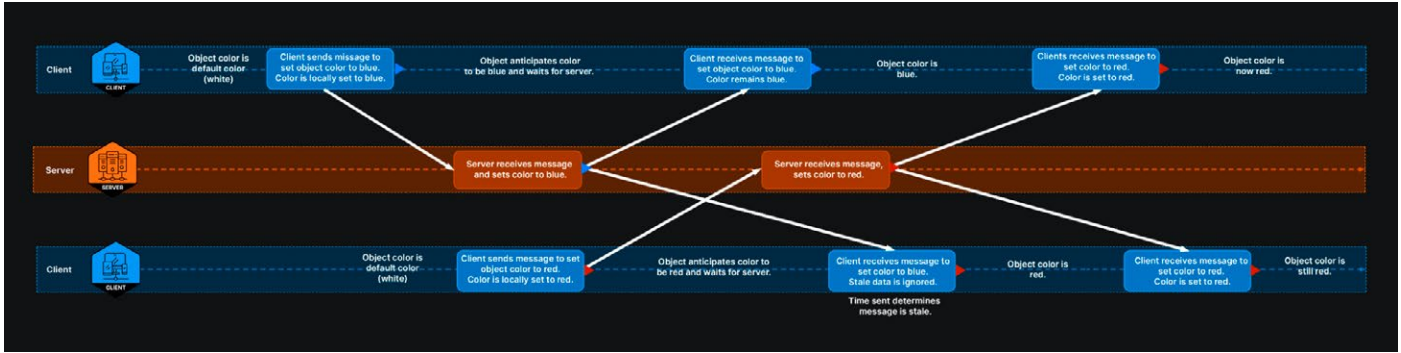 Client
CLIENT
Object color is
default color
(white)
Client sends message to
set object color to blue.
Color is locally set to blue.
Object anticipates color
to be blue and waits for server.
Client receives message to
set object color to blue.
Color remains blue.
Object color is
blue.
Clients receives message to
set color to red.
Color is set to red.
Object color is
now red.
Server
SERVER
Server receives message
and sets color to blue.
Server receives message,
sets color to red.
Client
CLIENT
Object color is
default color
(white)
Client sends message to set
object color to red.
Color is locally set to red.
Object anticipates color to
be red and waits for server.
Client receives message to
set color to blue.
Stale data is ignored.
Time sent determines
message is stale.
Object color is
red.
Client receives message to
set color to red.
Color is set to red.
Object color is
still red.